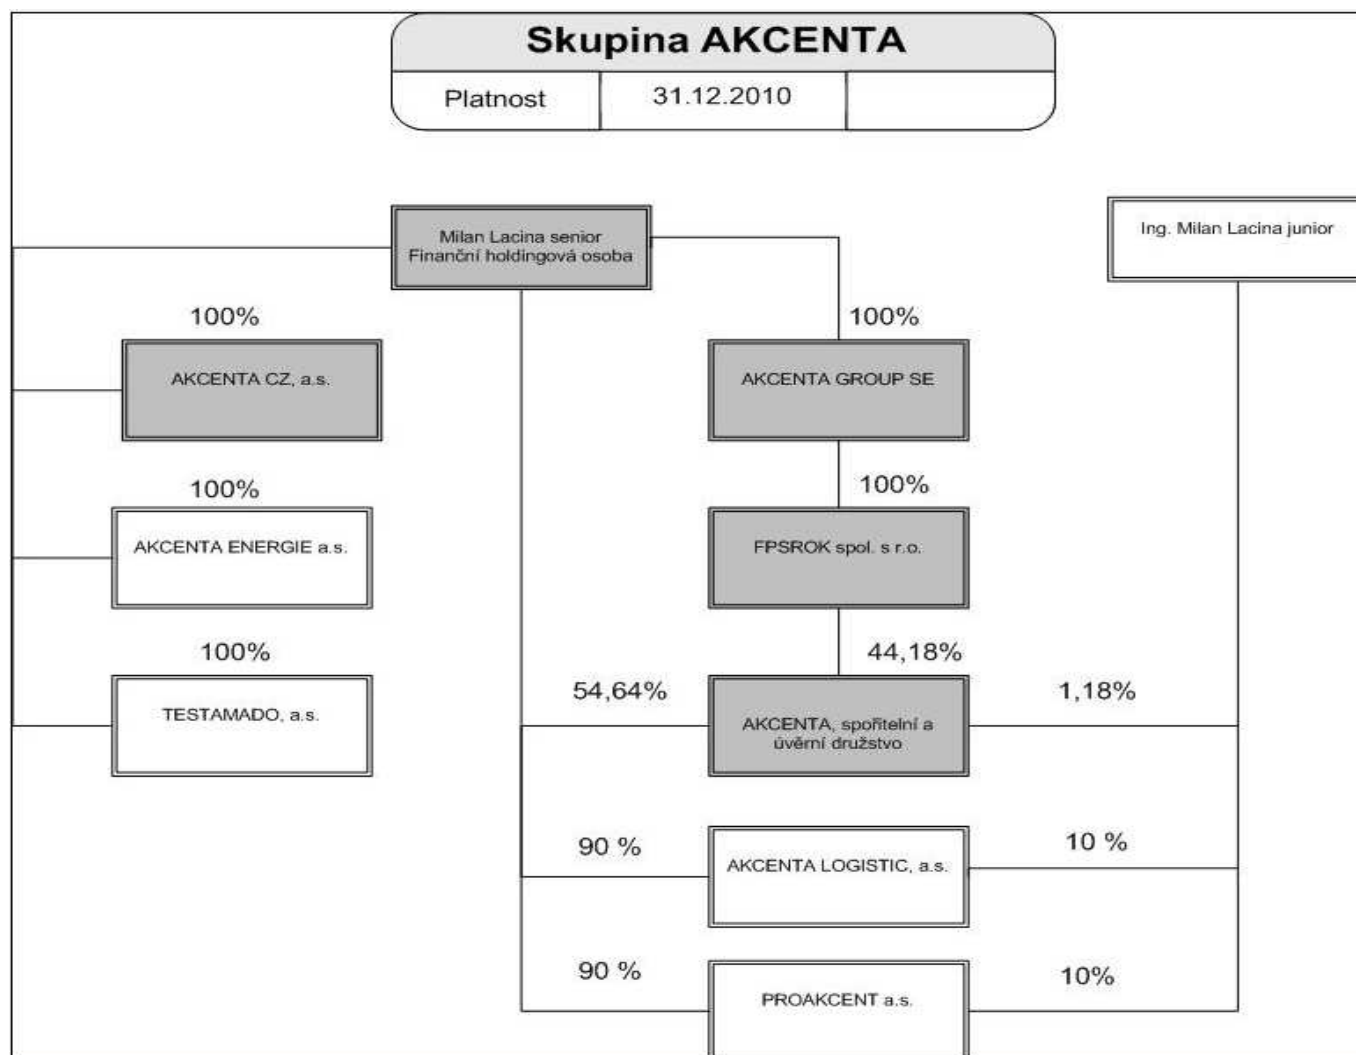 Skupina AKCENTA
Platnost
31.12.2010
Milan Lacina senior
Finanční holdingová osoba
Ing. Milan Lacina junior
100%
100%
AKCENTA CZ, a.s.
AKCENTA GROUP SE
100%
100%
AKCENTA ENERGIE a.s.
FPSROK spol. s r.o.
100%
44,18%
54,64%
1,18%
TESTAMADO, a.s.
AKCENTA, spořitelní a
úvěrní družstvo
90 %
10 %
AKCENTA LOGISTIC, a.s.
90 %
10%
PROAKCENT a.s.